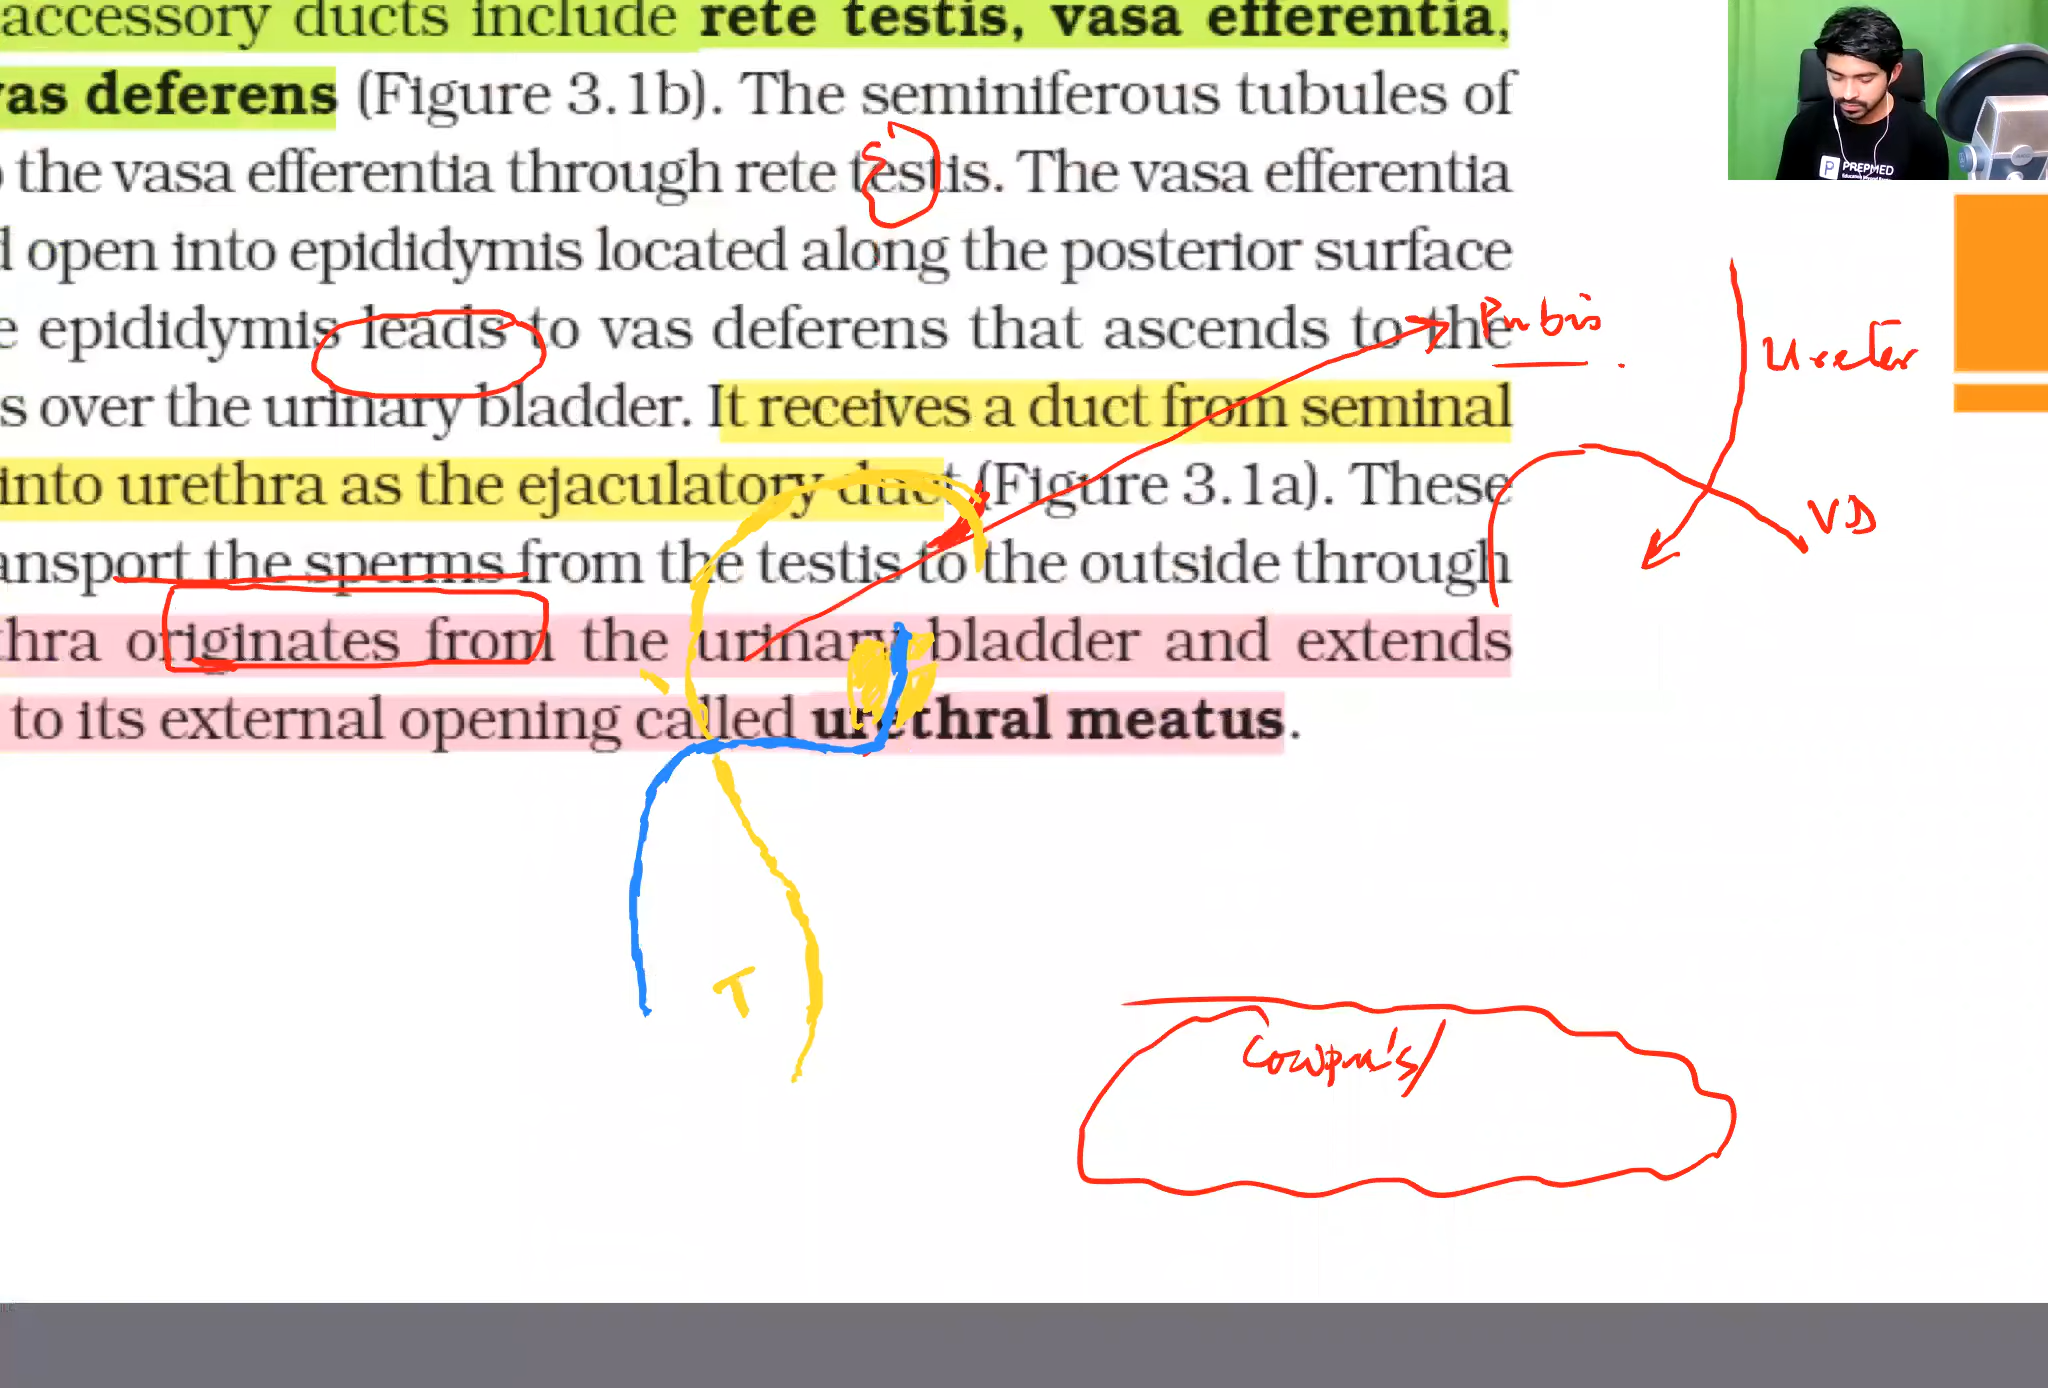 accessory ducts include rete testis, vasa efferentia,
vas deferens (Figure 3.1b). The seminiferous tubules of
the vasa efferentia through rete testis. The vasa efferentia
open into epididymis located along the posterior surface
epididymis leads to vas deferens that ascends to the
over the urinary bladder. It receives a duct from seminal
into urethra as the ejaculatory duct (Figure 3.1a). These
ansport the sperms from the testis to the outside through
thra originates from the urinary bladder and extends
to its external opening called urethral meatus.
Pubis
Ureter
VD
T
Cowper's/
P PREPMED